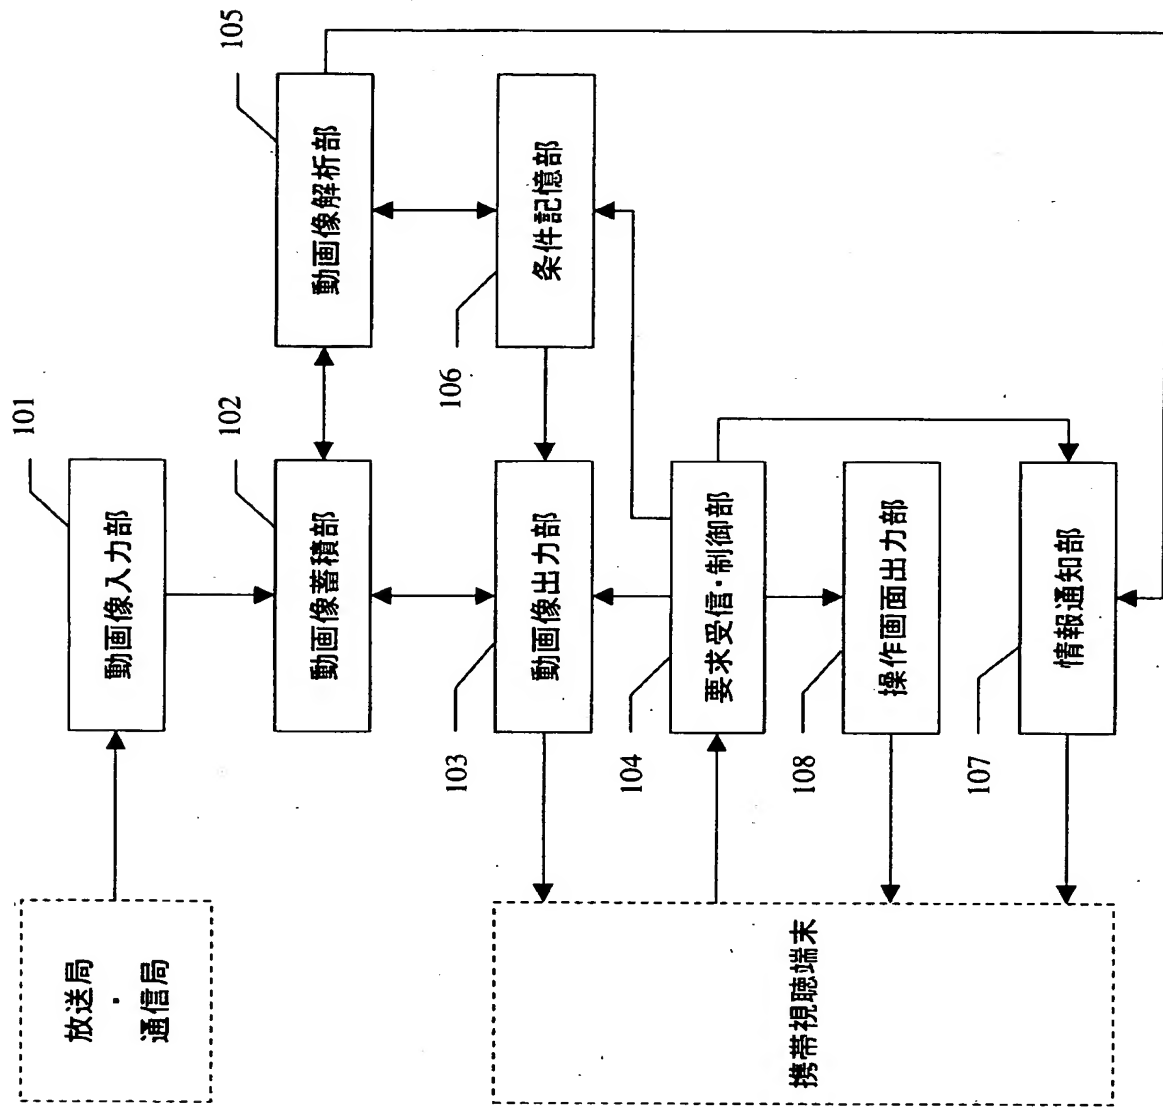 放送局
・
通信局
101
動画像入力部
102
動画像蓄積部
105
動画像解析部
103
動画像出力部
106
条件記憶部
104
要求受信・制御部
108
操作画面出力部
107
情報通知部
携帯視聴端末